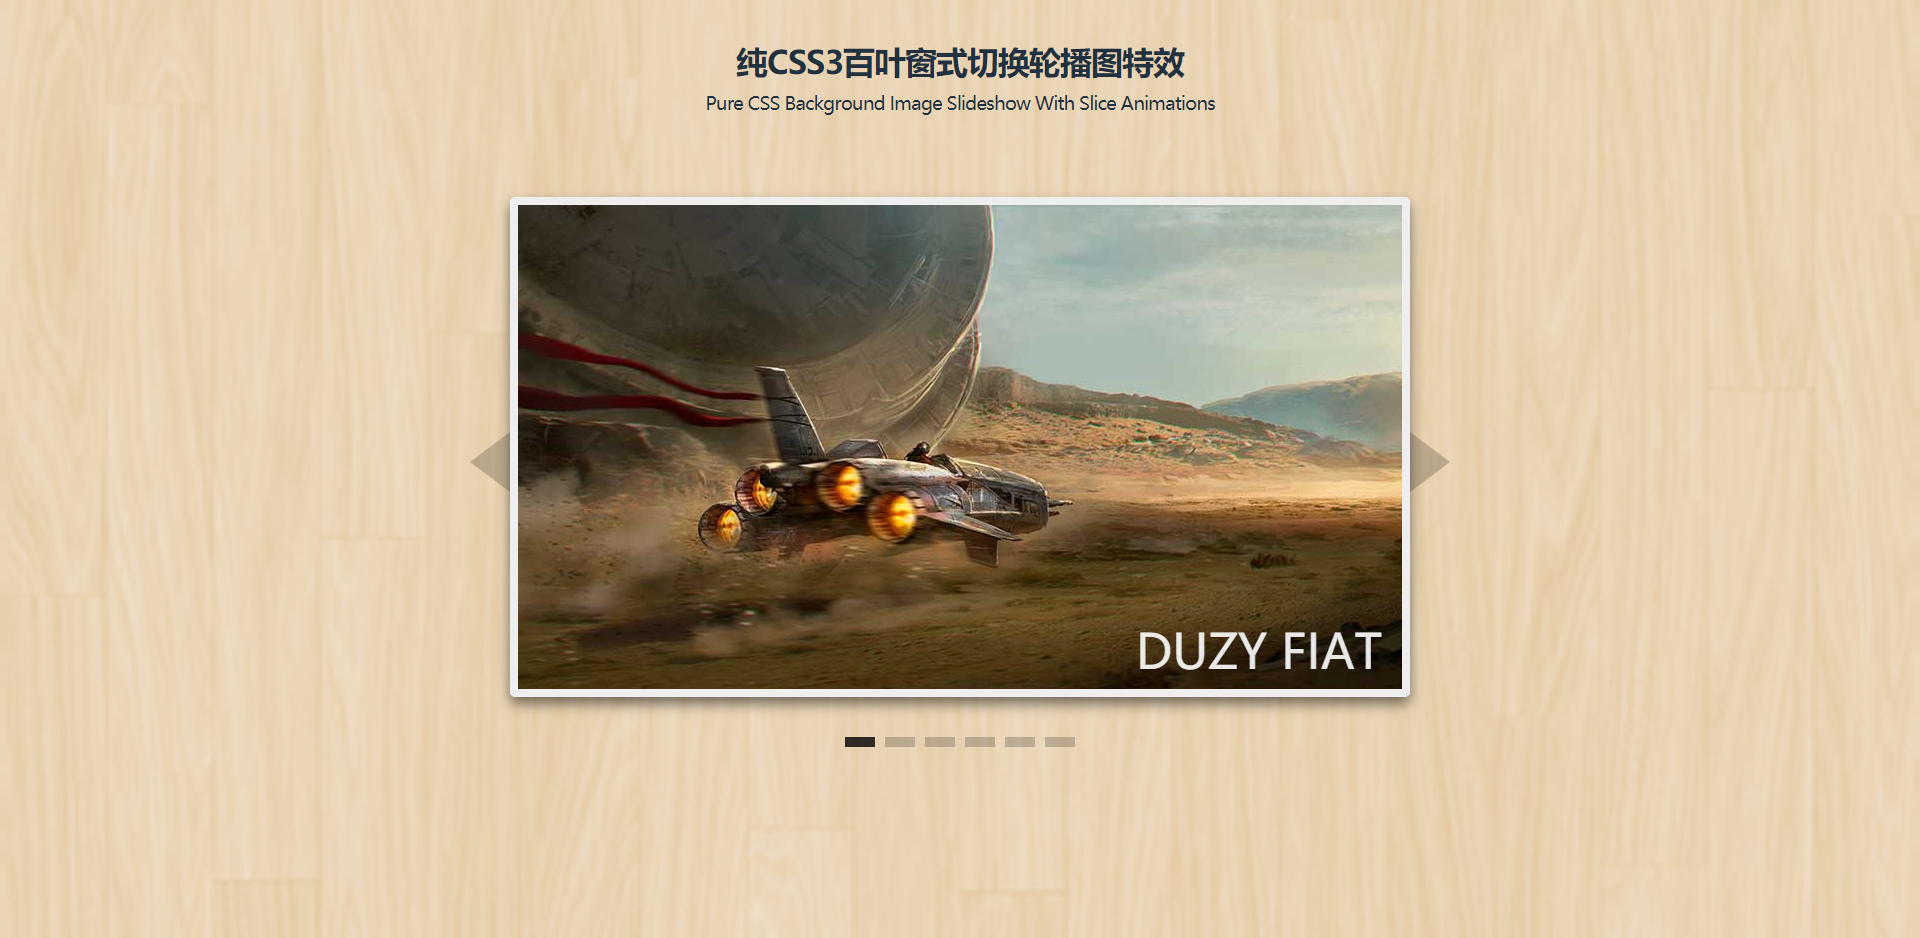 纯CSS3百叶窗式切换轮播图特效
Pure CSS Background Image Slideshow With Slice Animations
DUZY FIAT